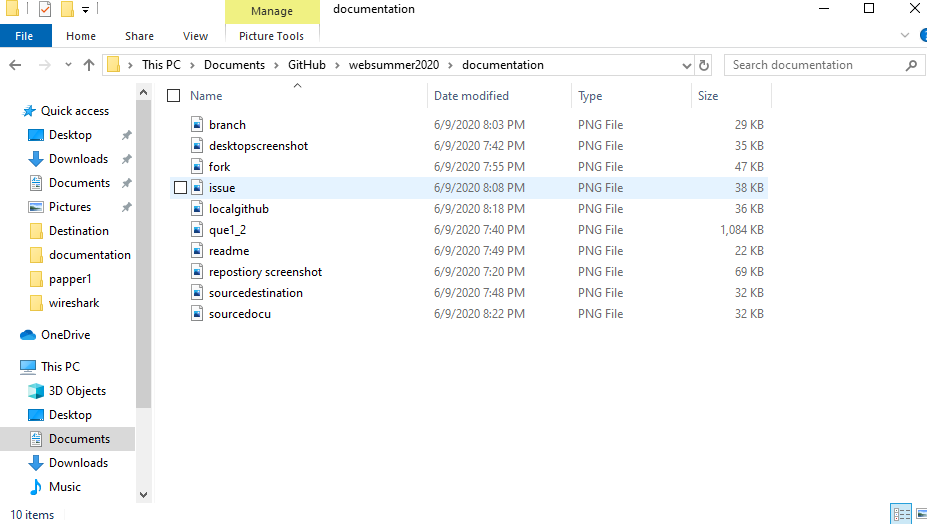 Manage documentation
File Home Share View Picture Tools
This PC Documents GitHub websummer2020 documentation Search documentation
Name Date modified Type Size
Quick access
Desktop
Downloads
Documents
Pictures
Destination
documentation
papper1
wireshark
OneDrive
This PC
3D Objects
Desktop
Documents
Downloads
Music
branch 6/9/2020 8:03 PM PNG File 29 KB
desktopscreenshot 6/9/2020 7:42 PM PNG File 35 KB
fork 6/9/2020 7:55 PM PNG File 47 KB
issue 6/9/2020 8:08 PM PNG File 38 KB
localgithub 6/9/2020 8:18 PM PNG File 36 KB
que1_2 6/9/2020 7:40 PM PNG File 1,084 KB
readme 6/9/2020 7:49 PM PNG File 22 KB
repostiory screenshot 6/9/2020 7:20 PM PNG File 69 KB
sourcedestination 6/9/2020 7:48 PM PNG File 32 KB
sourcedocu 6/9/2020 8:22 PM PNG File 32 KB
10 items